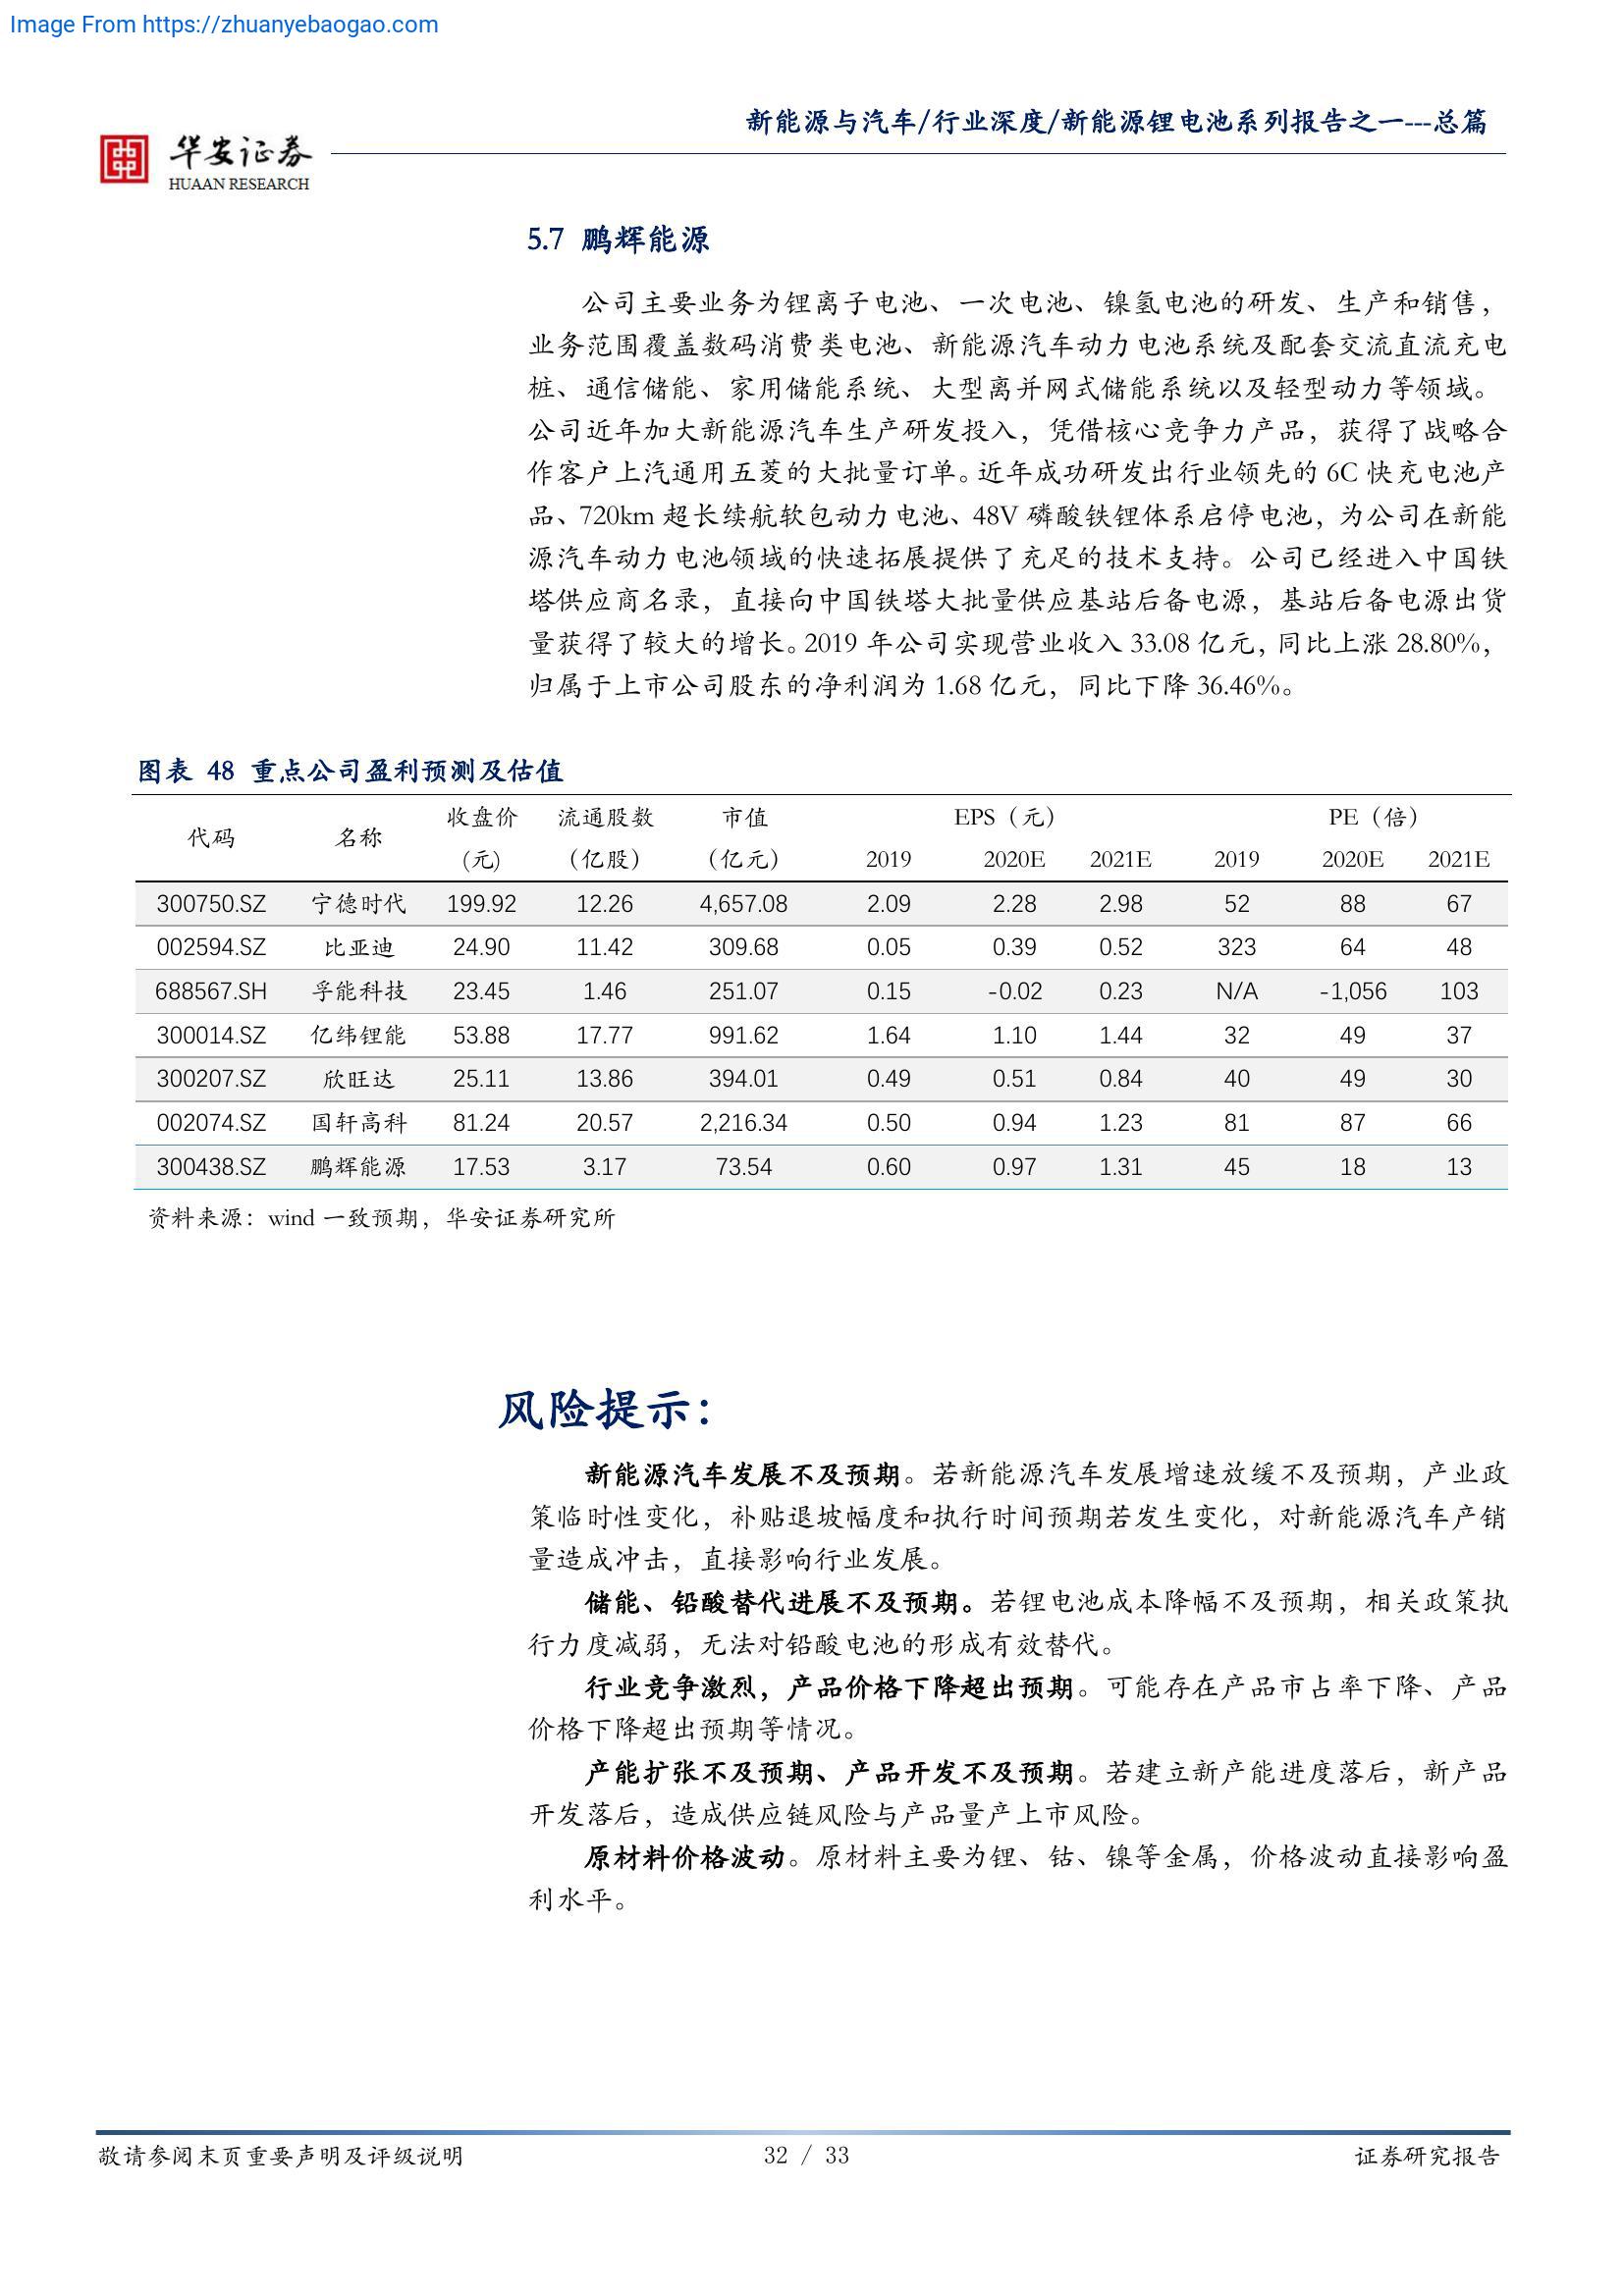 Image From https://zhuanyebaogao.com
新能源与汽车/行业深度/新能源锂电池系列报告之一---总篇
华安证券
HUAAN RESEARCH
5.7 鹏辉能源
公司主要业务为锂离子电池、一次电池、镍氢电池的研发、生产和销售，
业务范围覆盖数码消费类电池、新能源汽车动力电池系统及配套交流直流充电
桩、通信储能、家用储能系统、大型离并网式储能系统以及轻型动力等领域。
公司近年加大新能源汽车生产研发投入，凭借核心竞争力产品，获得了战略合
作客户上汽通用五菱的大批量订单。近年成功研发出行业领先的 6C 快充电池产
品、720km 超长续航软包动力电池、48V 磷酸铁锂体系启停电池，为公司在新能
源汽车动力电池领域的快速拓展提供了充足的技术支持。公司已经进入中国铁
塔供应商名录，直接向中国铁塔大批量供应基站后备电源，基站后备电源出货
量获得了较大的增长。2019 年公司实现营业收入 33.08 亿元，同比上涨 28.80%，
归属于上市公司股东的净利润为 1.68 亿元，同比下降 36.46%。
图表 48 重点公司盈利预测及估值
代码 名称 收盘价 流通股数 市值 EPS（元） PE（倍）
(元) （亿股） （亿元） 2019 2020E 2021E 2019 2020E 2021E
300750.SZ 宁德时代 199.92 12.26 4,657.08 2.09 2.28 2.98 52 88 67
002594.SZ 比亚迪 24.90 11.42 309.68 0.05 0.39 0.52 323 64 48
688567.SH 孚能科技 23.45 1.46 251.07 0.15 -0.02 0.23 N/A -1,056 103
300014.SZ 亿纬锂能 53.88 17.77 991.62 1.64 1.10 1.44 32 49 37
300207.SZ 欣旺达 25.11 13.86 394.01 0.49 0.51 0.84 40 49 30
002074.SZ 国轩高科 81.24 20.57 2,216.34 0.50 0.94 1.23 81 87 66
300438.SZ 鹏辉能源 17.53 3.17 73.54 0.60 0.97 1.31 45 18 13
资料来源：wind 一致预期，华安证券研究所
风险提示：
新能源汽车发展不及预期。若新能源汽车发展增速放缓不及预期，产业政
策临时性变化，补贴退坡幅度和执行时间预期若发生变化，对新能源汽车产销
量造成冲击，直接影响行业发展。
储能、铅酸替代进展不及预期。若锂电池成本降幅不及预期，相关政策执
行力度减弱，无法对铅酸电池的形成有效替代。
行业竞争激烈，产品价格下降超出预期。可能存在产品市占率下降、产品
价格下降超出预期等情况。
产能扩张不及预期、产品开发不及预期。若建立新产能进度落后，新产品
开发落后，造成供应链风险与产品量产上市风险。
原材料价格波动。原材料主要为锂、钴、镍等金属，价格波动直接影响盈
利水平。
敬请参阅末页重要声明及评级说明 32 / 33 证券研究报告